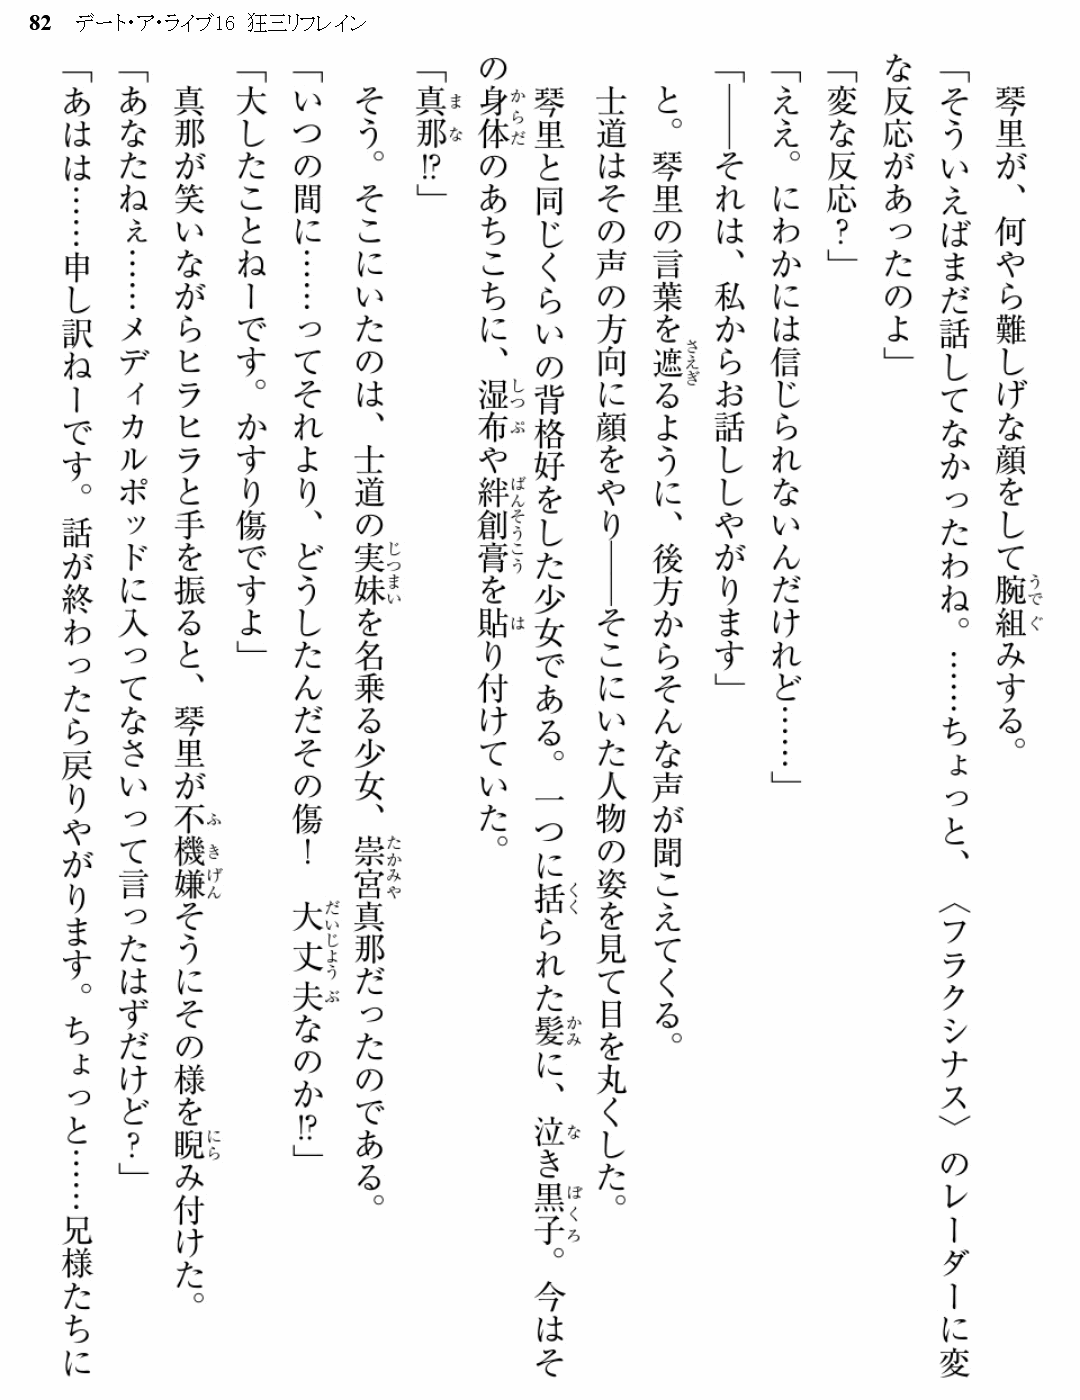 82 デート・ア・ライブ16 狂三リフレイン
琴里が、何やら難しげな顔をして腕組みする。
「そういえばまだ話してなかったわね。……ちょっと、〈フラクシナス〉のレーダーに変
な反応があったのよ」
「変な反応？」
「ええ。にわかには信じられないんだけれど……」
「――それは、私からお話ししやがります」
と。琴里の言葉を遮るように、後方からそんな声が聞こえてくる。
士道はその声の方向に顔をやり――そこにいた人物の姿を見て目を丸くした。
琴里と同じくらいの背格好をした少女である。一つに括られた髪に、泣き黒子。今はそ
の身体のあちこちに、湿布や絆創膏を貼り付けていた。
「真那!?」
そう。そこにいたのは、士道の実妹を名乗る少女、崇宮真那だったのである。
「いつの間に……ってそれより、どうしたんだその傷！　大丈夫なのか!?」
「大したことねーです。かすり傷ですよ」
真那が笑いながらヒラヒラと手を振ると、琴里が不機嫌そうにその様を睨み付けた。
「あなたねぇ……メディカルポッドに入ってなさいって言ったはずだけど？」
「あはは……申し訳ねーです。話が終わったら戻りやがります。ちょっと……兄様たちに